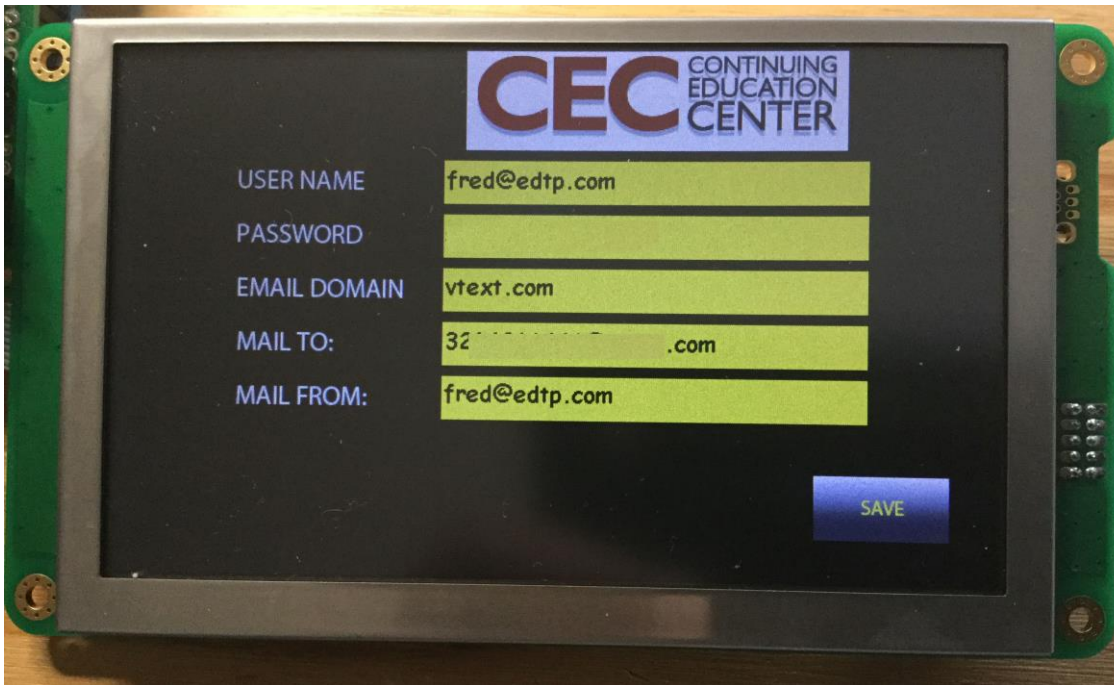 CEC CONTINUING
EDUCATION
CENTER
USER NAME fred@edtp.com
PASSWORD
EMAIL DOMAIN vtext.com
MAIL TO: 32 .com
MAIL FROM: fred@edtp.com
SAVE